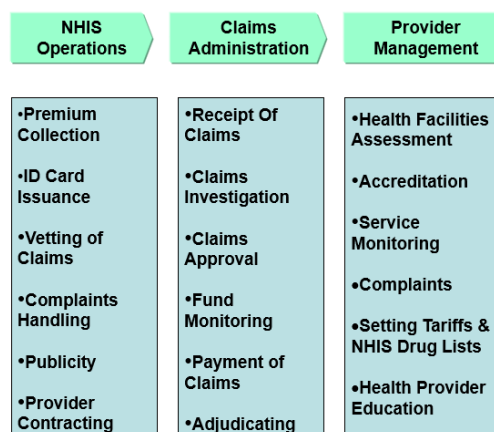 NHIS
Operations
Claims
Administration
Provider
Management
•Premium
Collection
•ID Card
Issuance
•Vetting of
Claims
•Complaints
Handling
•Publicity
•Provider
Contracting
•Receipt Of
Claims
•Claims
Investigation
•Claims
Approval
•Fund
Monitoring
•Payment of
Claims
•Adjudicating
•Health Facilities
Assessment
•Accreditation
•Service
Monitoring
•Complaints
•Setting Tariffs &
NHIS Drug Lists
•Health Provider
Education